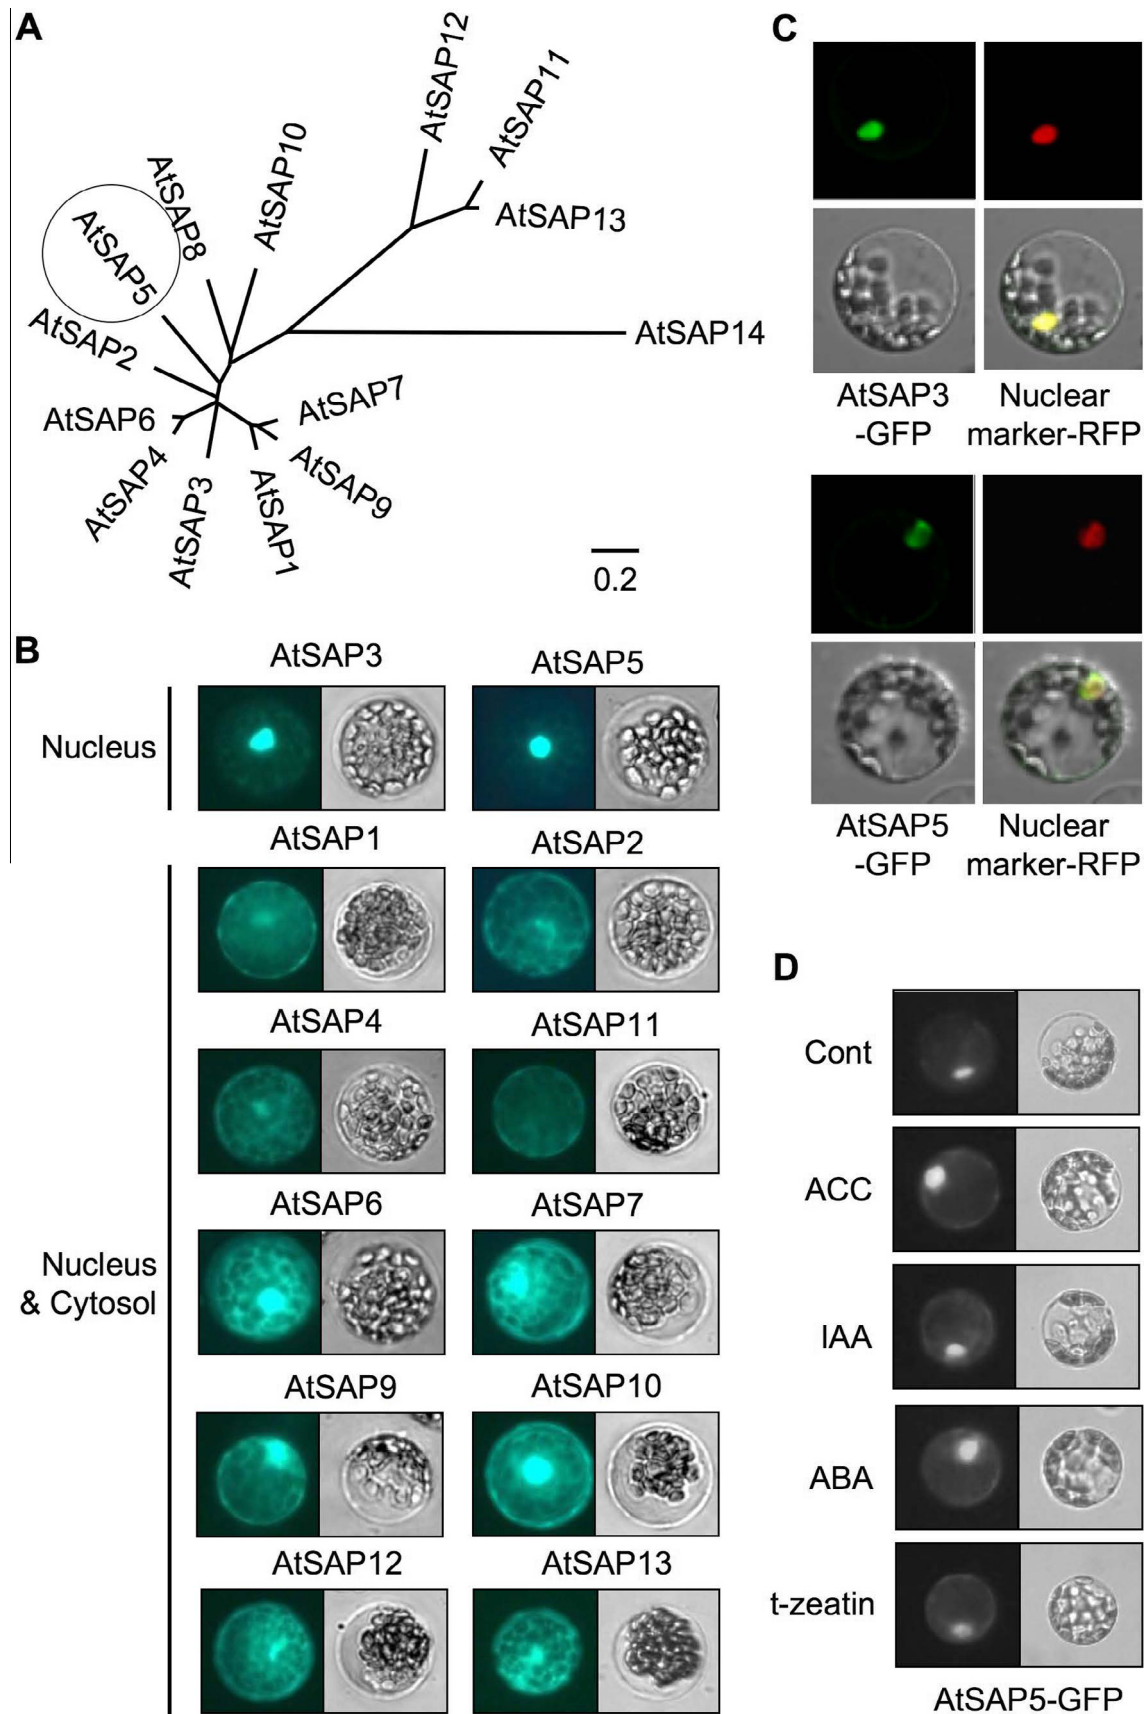 A
AtSAP12
AtSAP11
AtSAP13
AtSAP10
AtSAP8
AtSAP5
AtSAP2
AtSAP14
AtSAP6
AtSAP7
AtSAP4
AtSAP9
AtSAP3
AtSAP1
0.2
B
AtSAP3 AtSAP5
Nucleus
AtSAP1 AtSAP2
AtSAP4 AtSAP11
AtSAP6 AtSAP7
Nucleus
& Cytosol
AtSAP9 AtSAP10
AtSAP12 AtSAP13
C
AtSAP3
-GFP
Nuclear
marker-RFP
AtSAP5
-GFP
Nuclear
marker-RFP
D
Cont
ACC
IAA
ABA
t-zeatin
AtSAP5-GFP